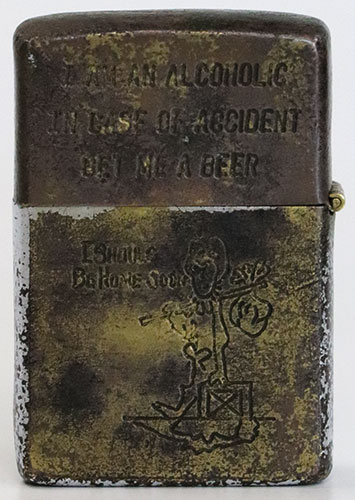 I AM AN ALCOHOLIC
IN CASE OF ACCIDENT
GET ME A BEER
I SHOULD
BE HOME SOON